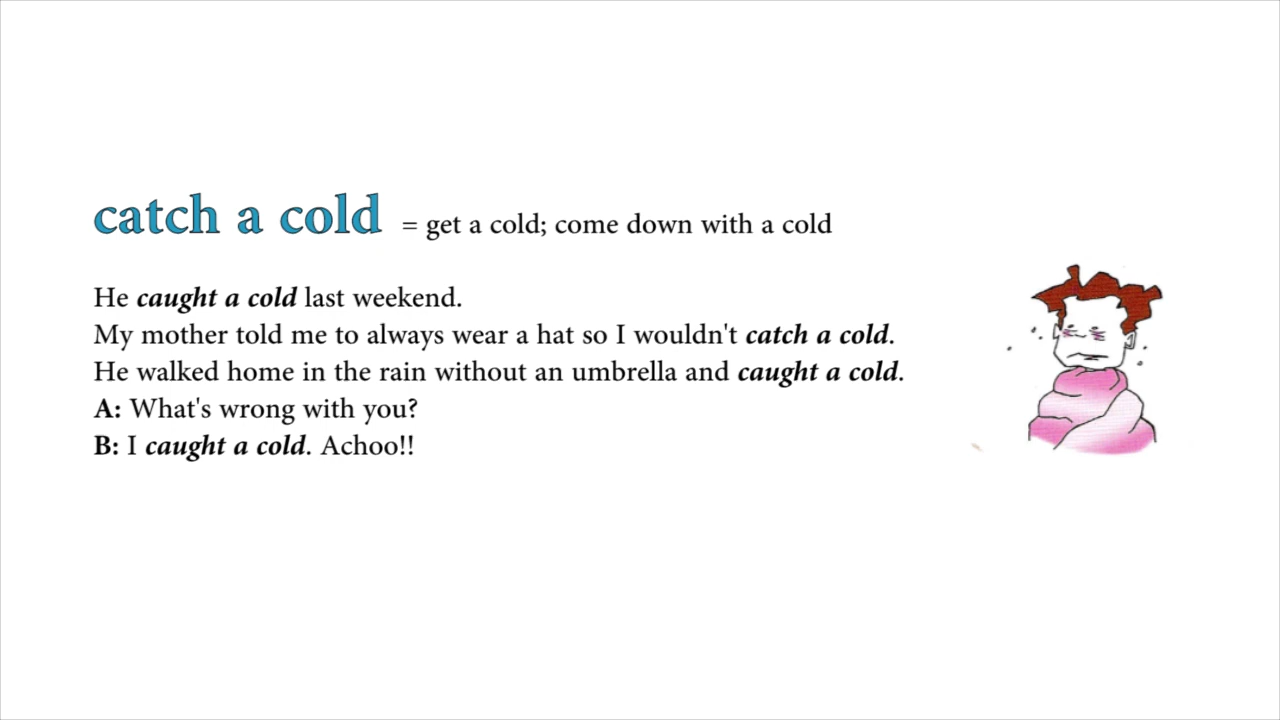 catch a cold = get a cold; come down with a cold
He caught a cold last weekend.
My mother told me to always wear a hat so I wouldn't catch a cold.
He walked home in the rain without an umbrella and caught a cold.
A: What's wrong with you?
B: I caught a cold. Achoo!!